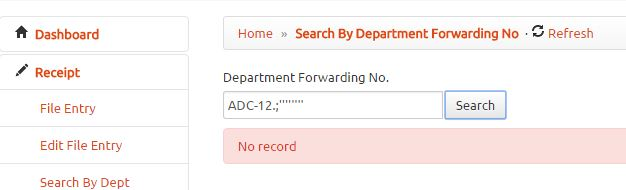 Dashboard
Receipt
File Entry
Edit File Entry
Search By Dept
Home » Search By Department Forwarding No · Refresh
Department Forwarding No.
ADC-12.;'''''''' Search
No record